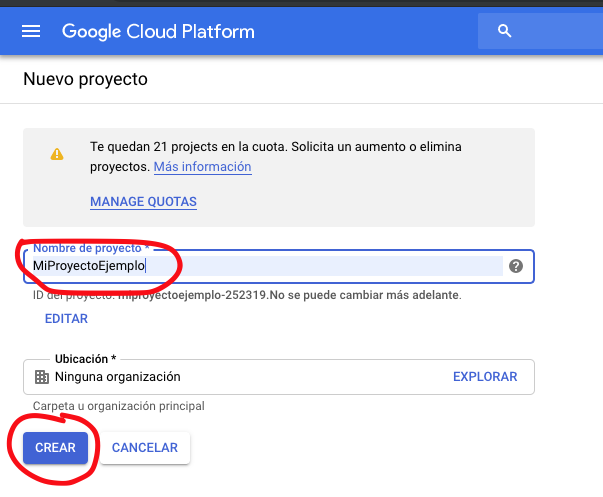 Google Cloud Platform
Nuevo proyecto
Te quedan 21 projects en la cuota. Solicita un aumento o elimina
proyectos. Más información
MANAGE QUOTAS
Nombre de proyecto *
MiProyectoEjemplo
ID del proyecto: miproyectoejemplo-252319.No se puede cambiar más adelante.
EDITAR
Ubicación *
Ninguna organización EXPLORAR
Carpeta u organización principal
CREAR CANCELAR